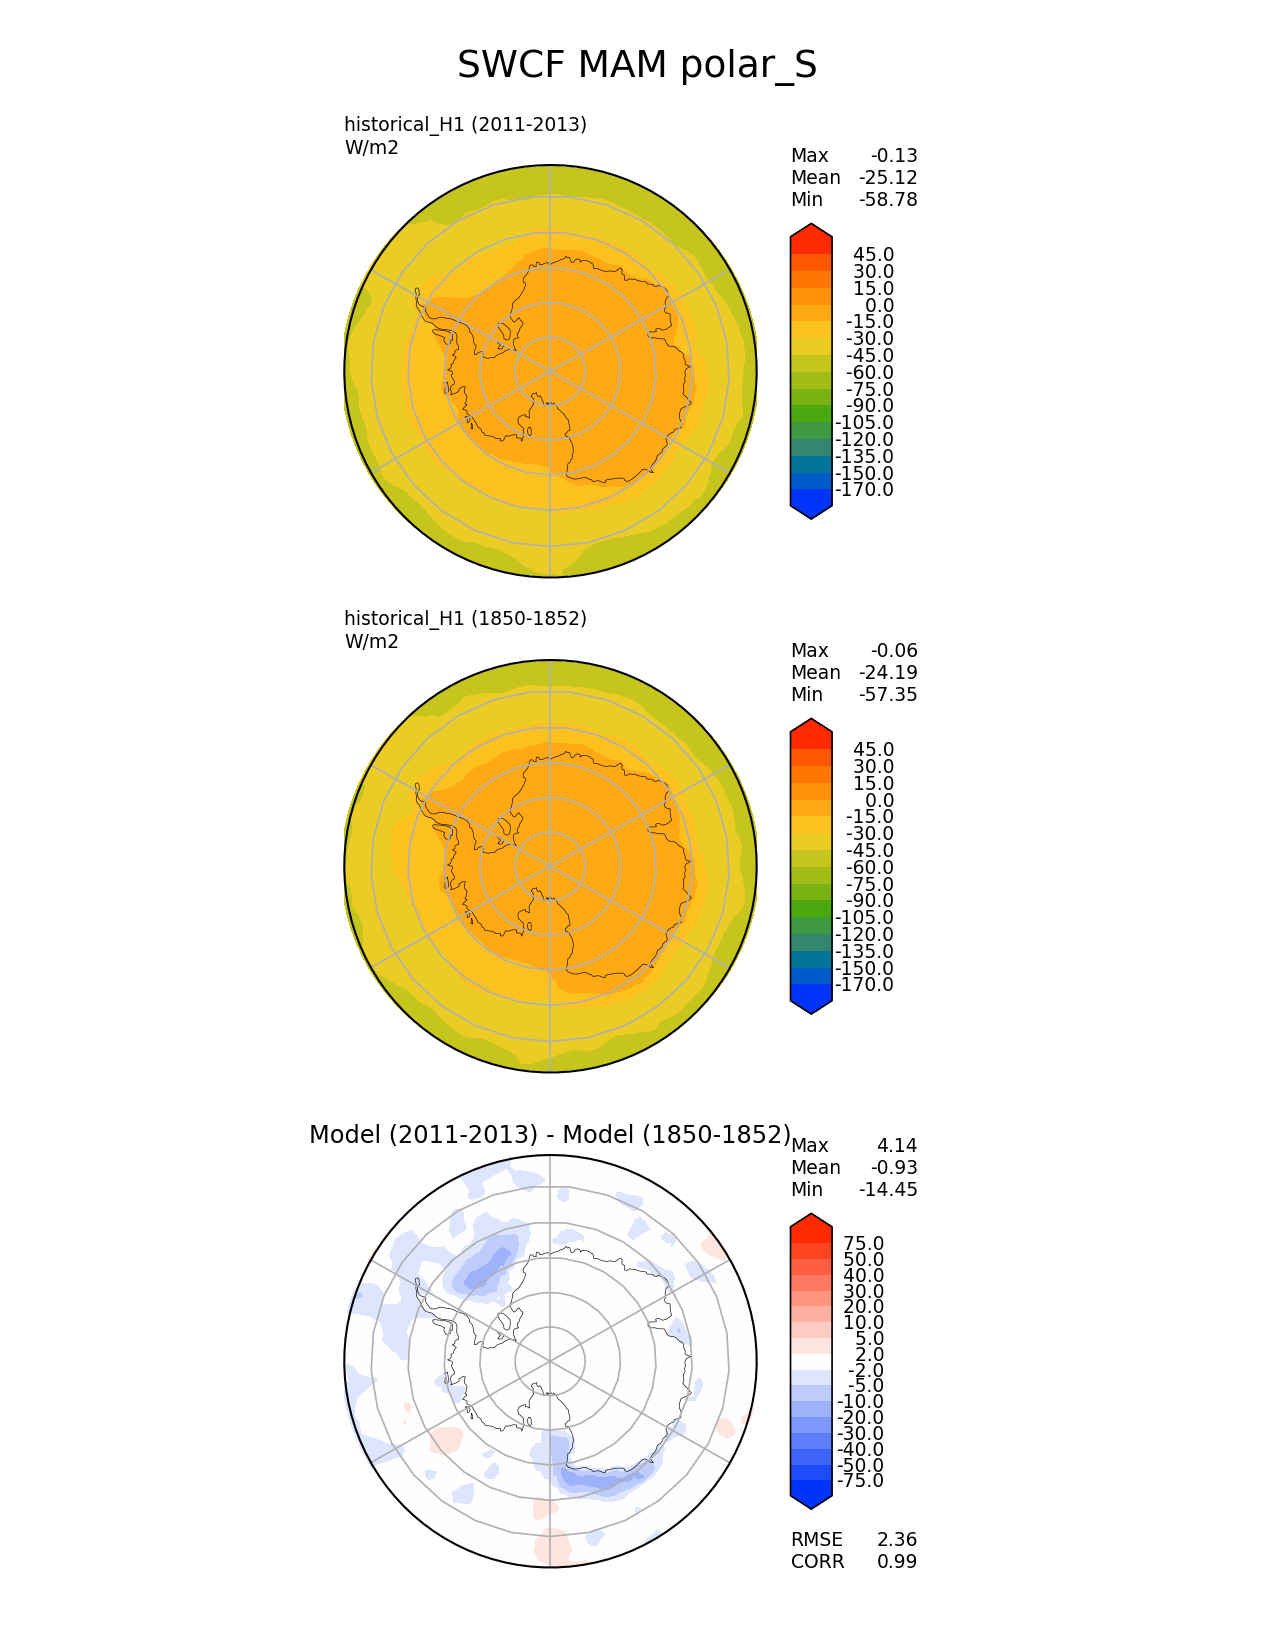 SWCF MAM polar_S
historical_H1 (2011-2013)
W/m2
Max -0.13
Mean -25.12
Min -58.78
45.0
30.0
15.0
0.0
-15.0
-30.0
-45.0
-60.0
-75.0
-90.0
-105.0
-120.0
-135.0
-150.0
-170.0
historical_H1 (1850-1852)
W/m2
Max -0.06
Mean -24.19
Min -57.35
45.0
30.0
15.0
0.0
-15.0
-30.0
-45.0
-60.0
-75.0
-90.0
-105.0
-120.0
-135.0
-150.0
-170.0
Model (2011-2013) - Model (1850-1852)
Max 4.14
Mean -0.93
Min -14.45
75.0
50.0
40.0
30.0
20.0
10.0
5.0
2.0
-2.0
-5.0
-10.0
-20.0
-30.0
-40.0
-50.0
-75.0
RMSE 2.36
CORR 0.99